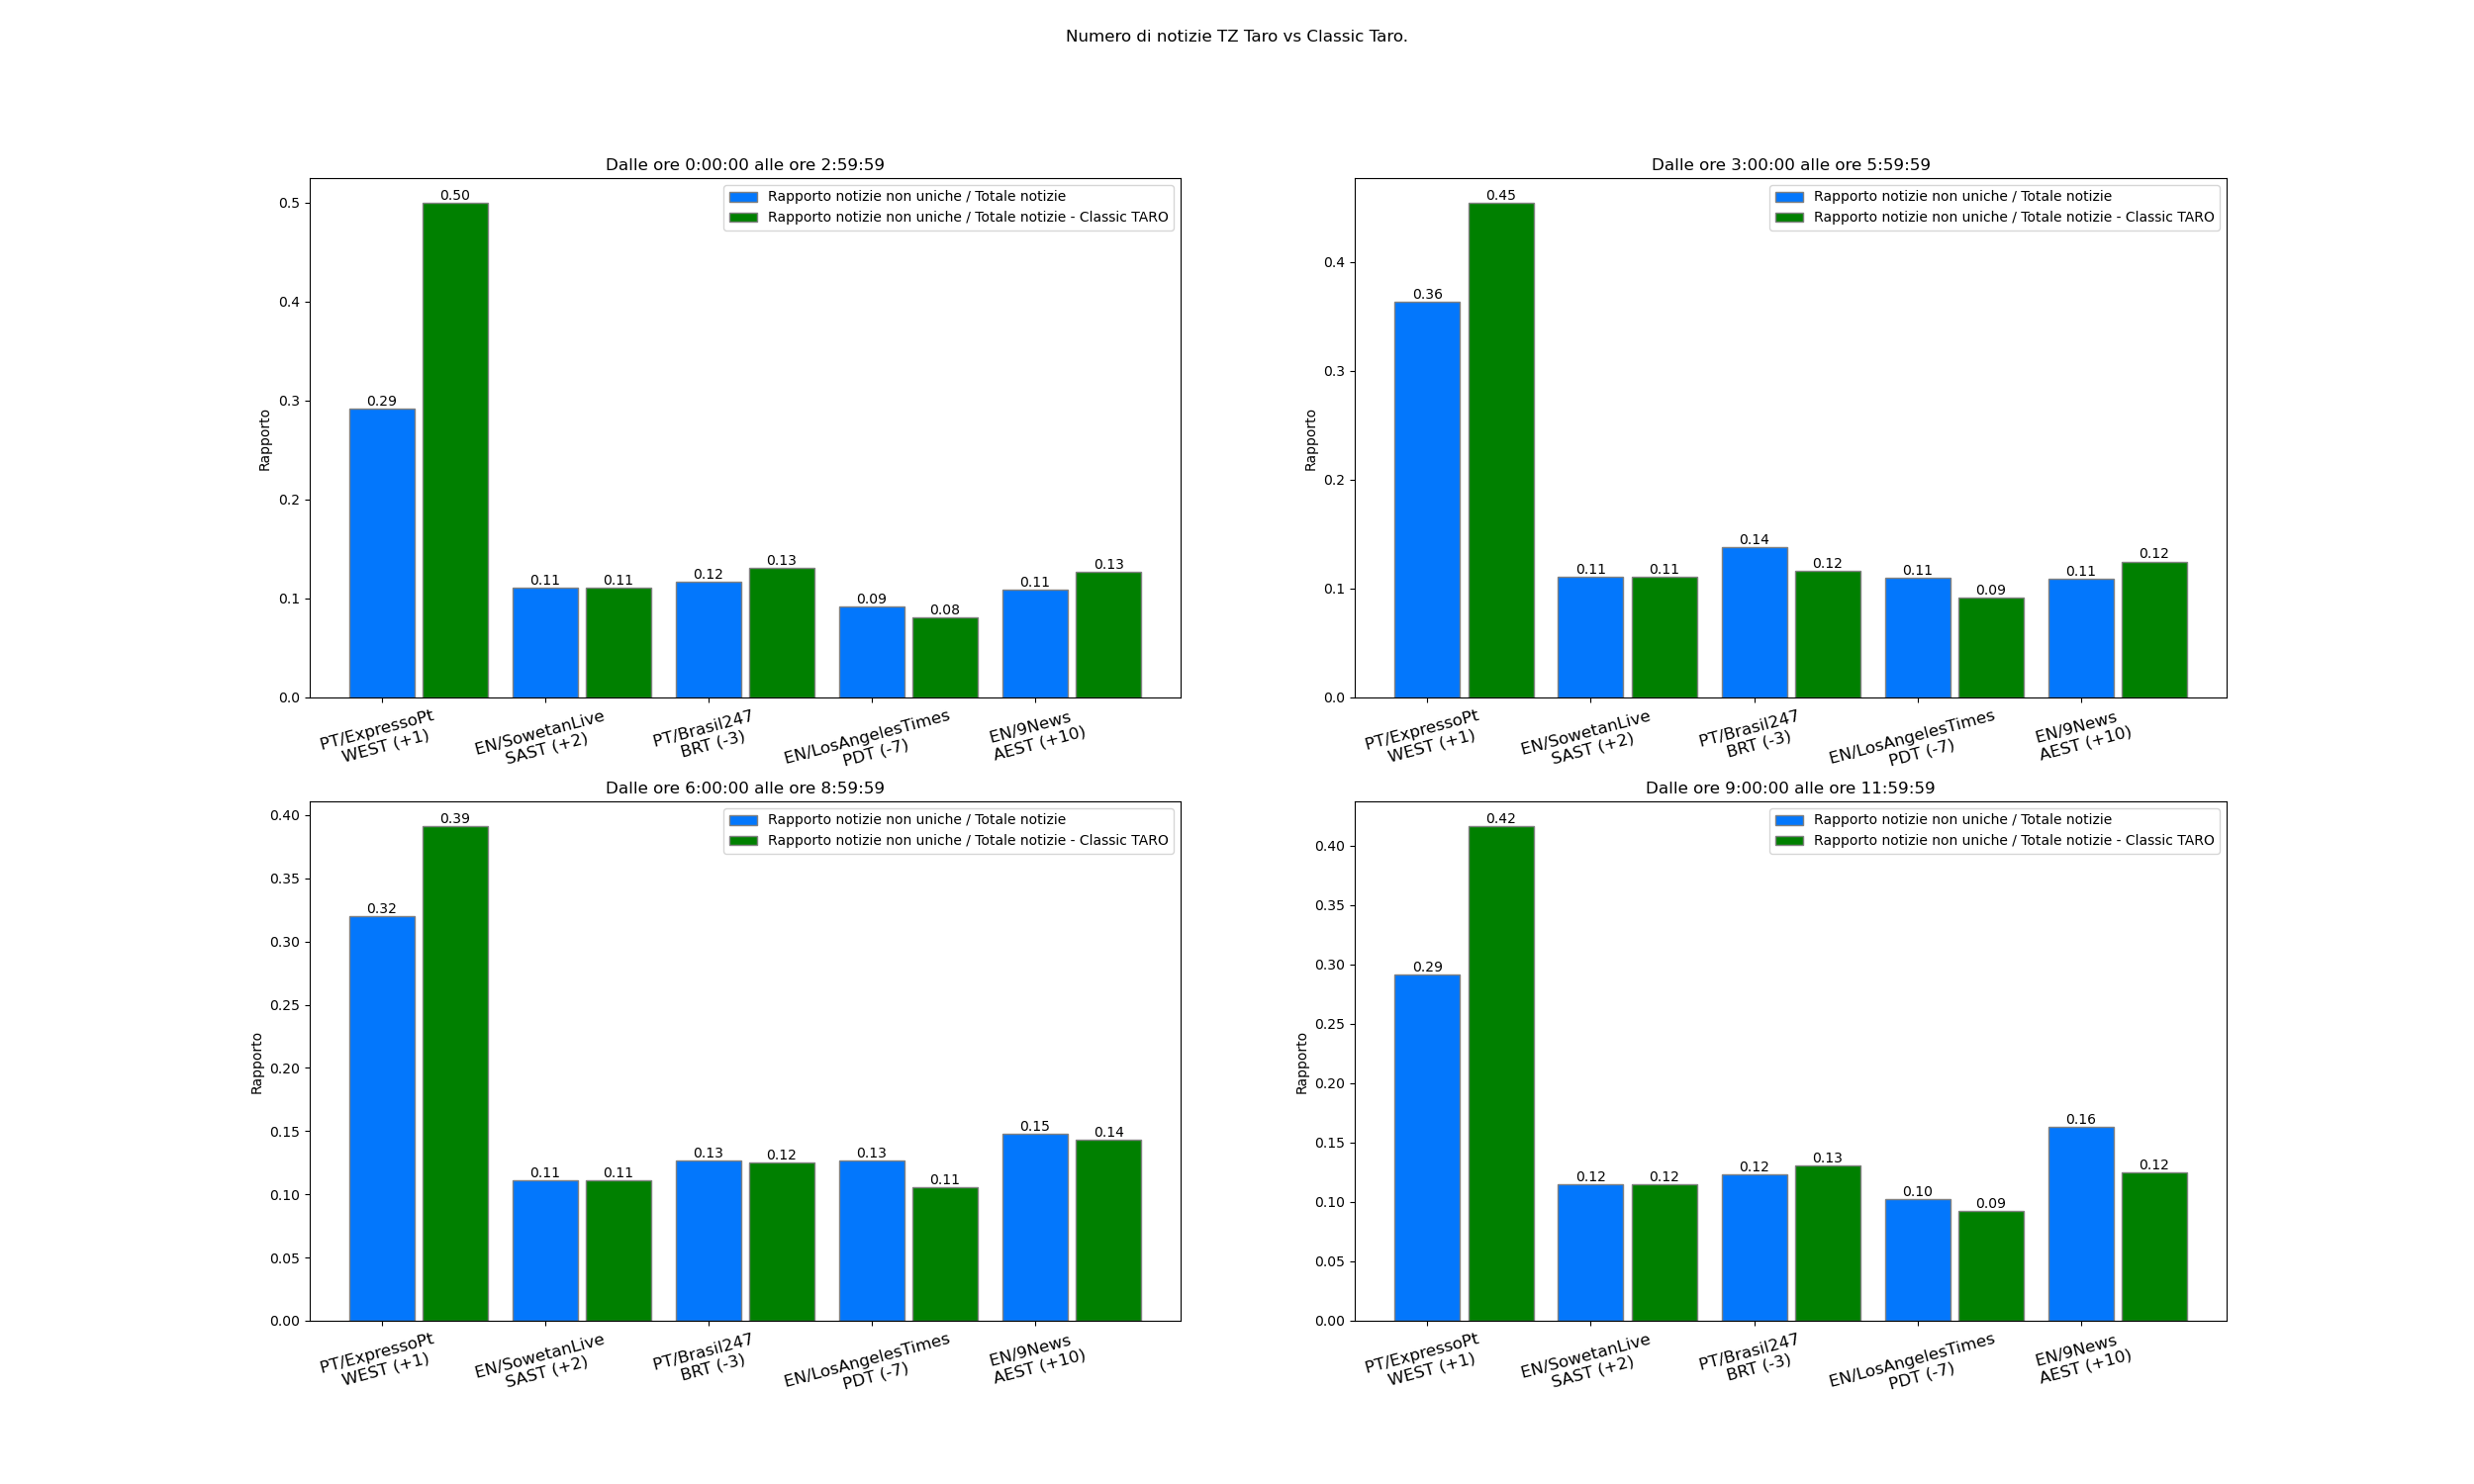 Numero di notizie TZ Taro vs Classic Taro.
Dalle ore 0:00:00 alle ore 2:59:59
Rapporto notizie non uniche / Totale notizie
Rapporto notizie non uniche / Totale notizie - Classic TARO
Rapporto
0.5
0.4
0.3
0.2
0.1
0.0
0.29
0.50
0.11
0.11
0.12
0.13
0.09
0.08
0.11
0.13
PT/ExpressoPt
WEST (+1)
EN/SowetanLive
SAST (+2)
PT/Brasil247
BRT (-3)
EN/LosAngelesTimes
PDT (-7)
EN/9News
AEST (+10)
Dalle ore 3:00:00 alle ore 5:59:59
Rapporto notizie non uniche / Totale notizie
Rapporto notizie non uniche / Totale notizie - Classic TARO
Rapporto
0.4
0.3
0.2
0.1
0.0
0.36
0.45
0.11
0.11
0.14
0.12
0.11
0.09
0.11
0.12
PT/ExpressoPt
WEST (+1)
EN/SowetanLive
SAST (+2)
PT/Brasil247
BRT (-3)
EN/LosAngelesTimes
PDT (-7)
EN/9News
AEST (+10)
Dalle ore 6:00:00 alle ore 8:59:59
Rapporto notizie non uniche / Totale notizie
Rapporto notizie non uniche / Totale notizie - Classic TARO
Rapporto
0.40
0.35
0.30
0.25
0.20
0.15
0.10
0.05
0.00
0.32
0.39
0.11
0.11
0.13
0.12
0.13
0.11
0.15
0.14
PT/ExpressoPt
WEST (+1)
EN/SowetanLive
SAST (+2)
PT/Brasil247
BRT (-3)
EN/LosAngelesTimes
PDT (-7)
EN/9News
AEST (+10)
Dalle ore 9:00:00 alle ore 11:59:59
Rapporto notizie non uniche / Totale notizie
Rapporto notizie non uniche / Totale notizie - Classic TARO
Rapporto
0.40
0.35
0.30
0.25
0.20
0.15
0.10
0.05
0.00
0.29
0.42
0.12
0.12
0.12
0.13
0.10
0.09
0.16
0.12
PT/ExpressoPt
WEST (+1)
EN/SowetanLive
SAST (+2)
PT/Brasil247
BRT (-3)
EN/LosAngelesTimes
PDT (-7)
EN/9News
AEST (+10)